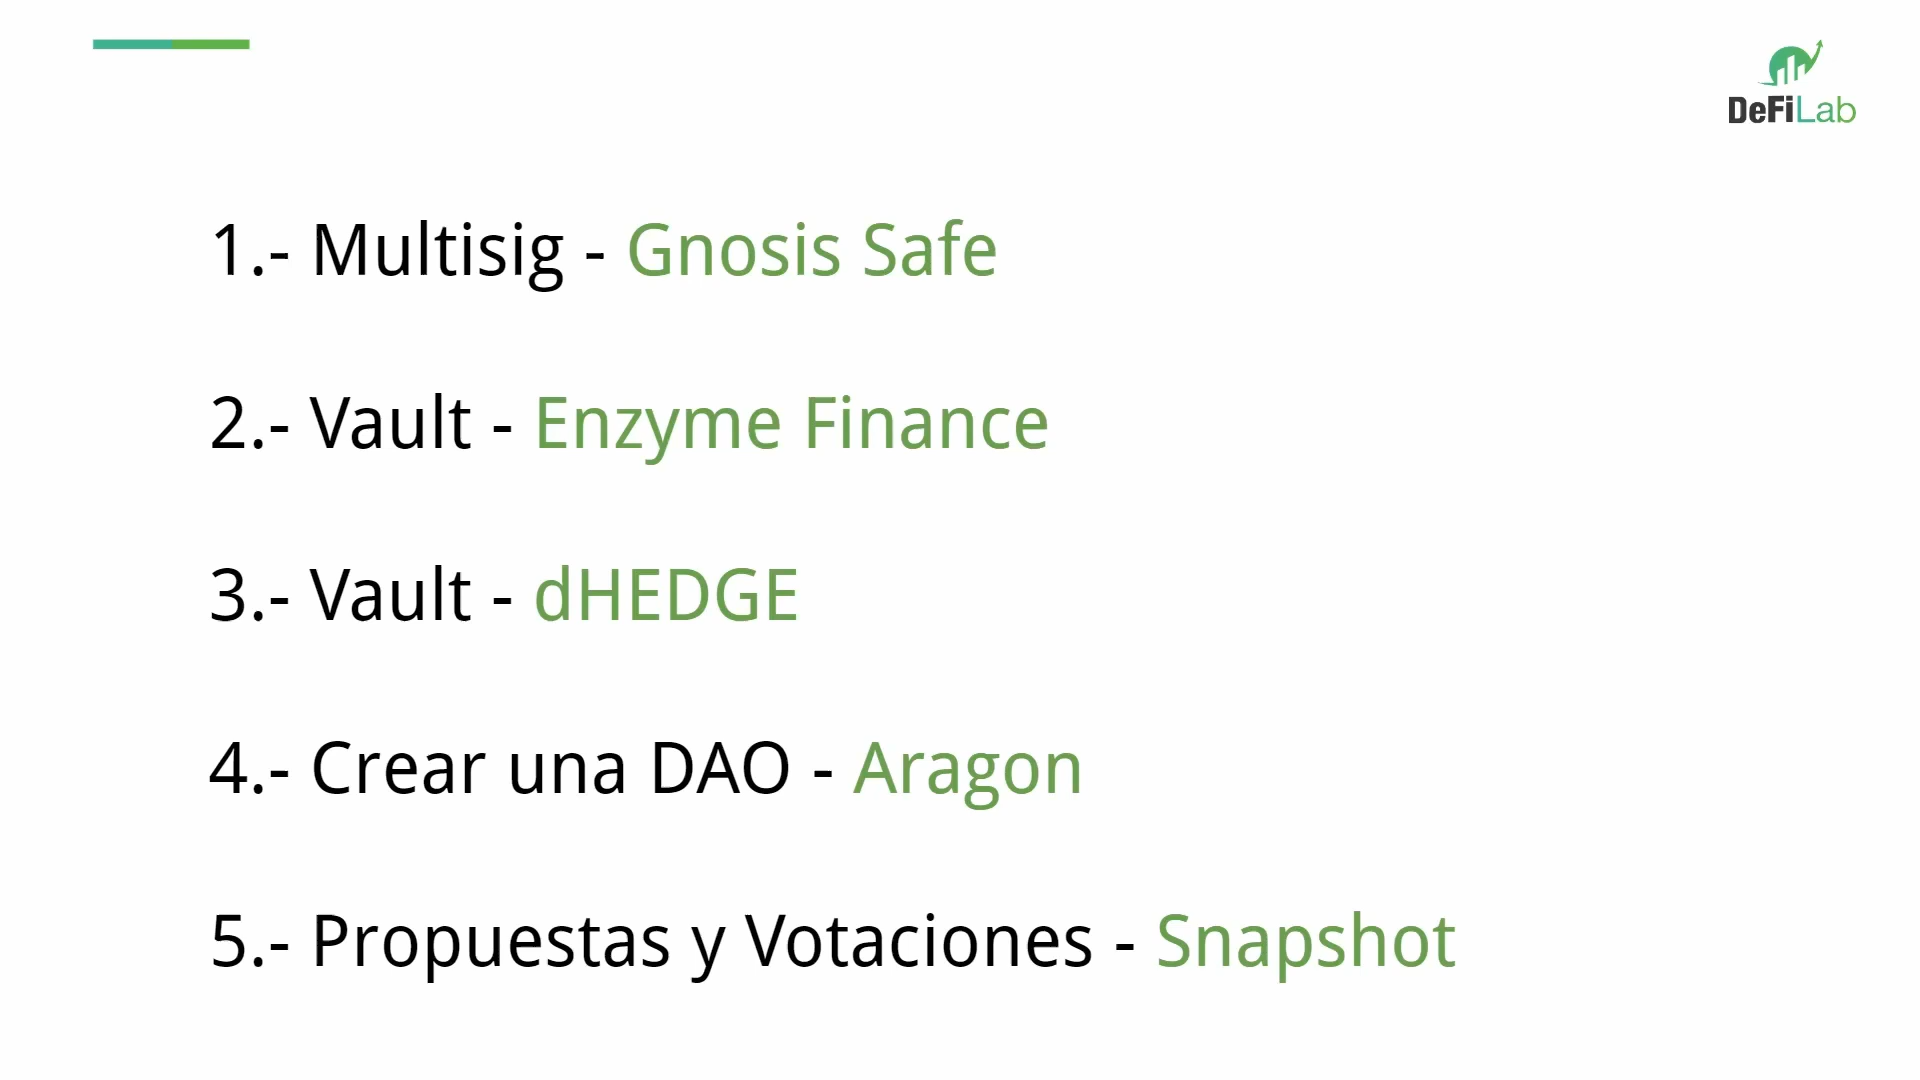 DeFiLab
1.- Multisig - Gnosis Safe
2.- Vault - Enzyme Finance
3.- Vault - dHEDGE
4.- Crear una DAO - Aragon
5.- Propuestas y Votaciones - Snapshot